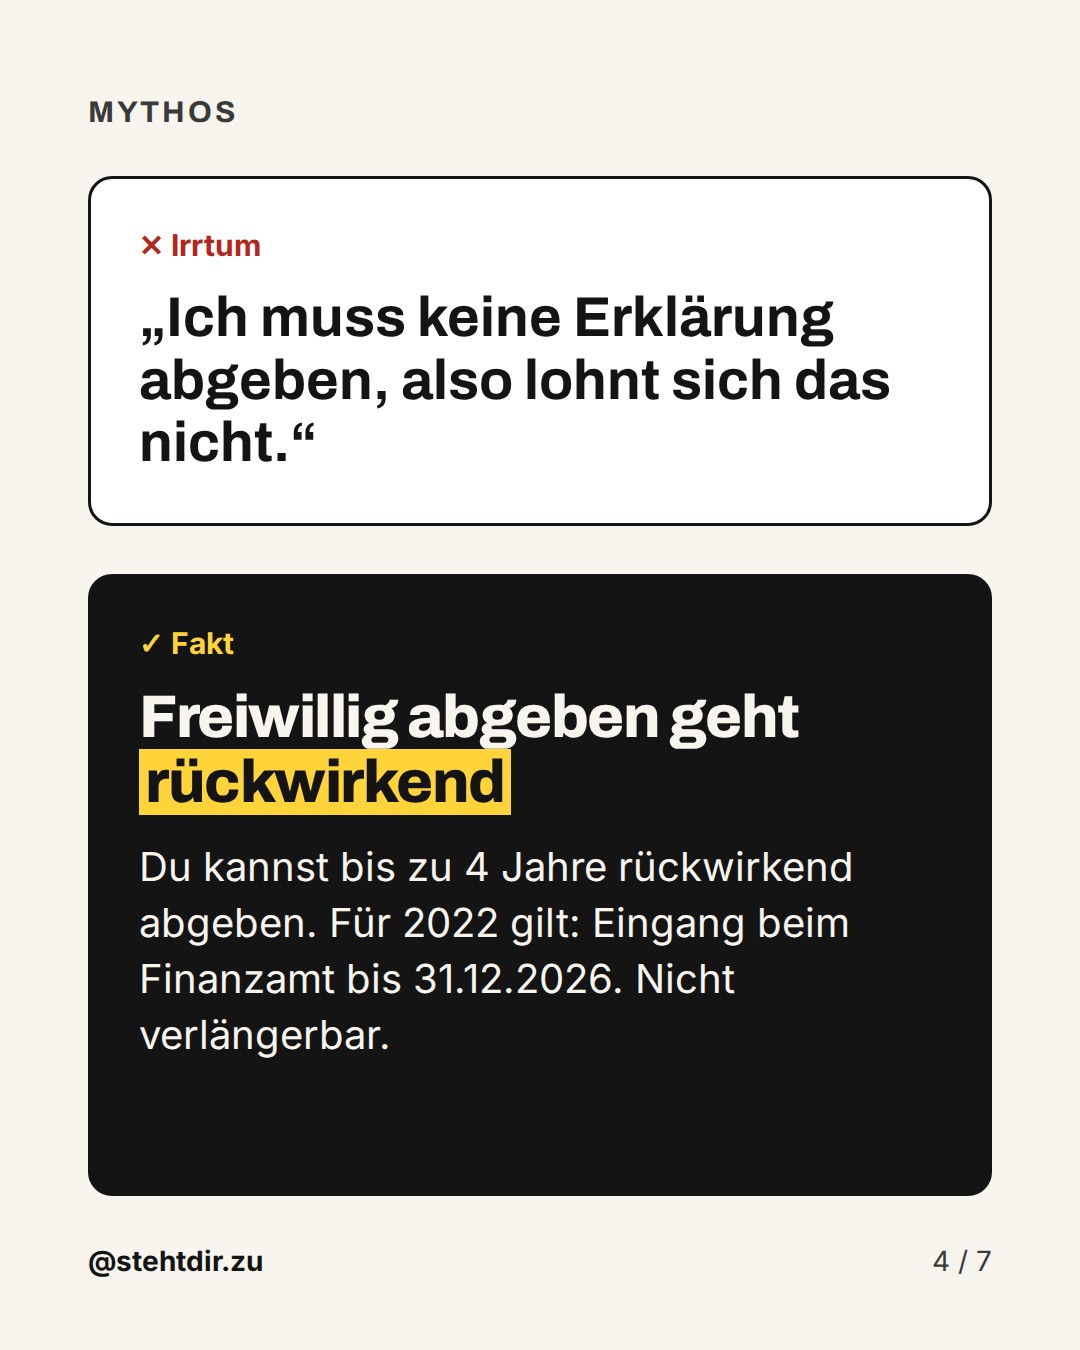 MYTHOS
✕ Irrtum
„Ich muss keine Erklärung
abgeben, also lohnt sich das
nicht.“
✓ Fakt
Freiwillig abgeben geht
rückwirkend
Du kannst bis zu 4 Jahre rückwirkend
abgeben. Für 2022 gilt: Eingang beim
Finanzamt bis 31.12.2026. Nicht
verlängerbar.
@stehtdir.zu
4 / 7